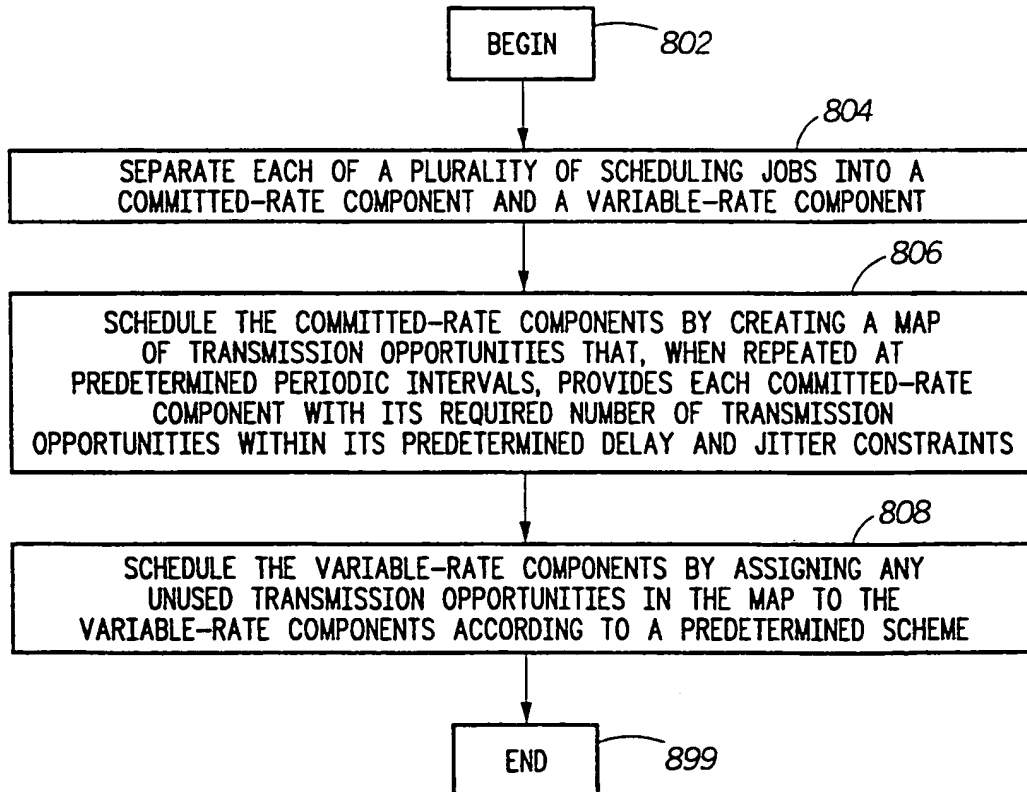 BEGIN
802
804
SEPARATE EACH OF A PLURALITY OF SCHEDULING JOBS INTO A
COMMITTED-RATE COMPONENT AND A VARIABLE-RATE COMPONENT
806
SCHEDULE THE COMMITTED-RATE COMPONENTS BY CREATING A MAP
OF TRANSMISSION OPPORTUNITIES THAT, WHEN REPEATED AT
PREDETERMINED PERIODIC INTERVALS, PROVIDES EACH COMMITTED-RATE
COMPONENT WITH ITS REQUIRED NUMBER OF TRANSMISSION
OPPORTUNITIES WITHIN ITS PREDETERMINED DELAY AND JITTER CONSTRAINTS
808
SCHEDULE THE VARIABLE-RATE COMPONENTS BY ASSIGNING ANY
UNUSED TRANSMISSION OPPORTUNITIES IN THE MAP TO THE
VARIABLE-RATE COMPONENTS ACCORDING TO A PREDETERMINED SCHEME
END
899